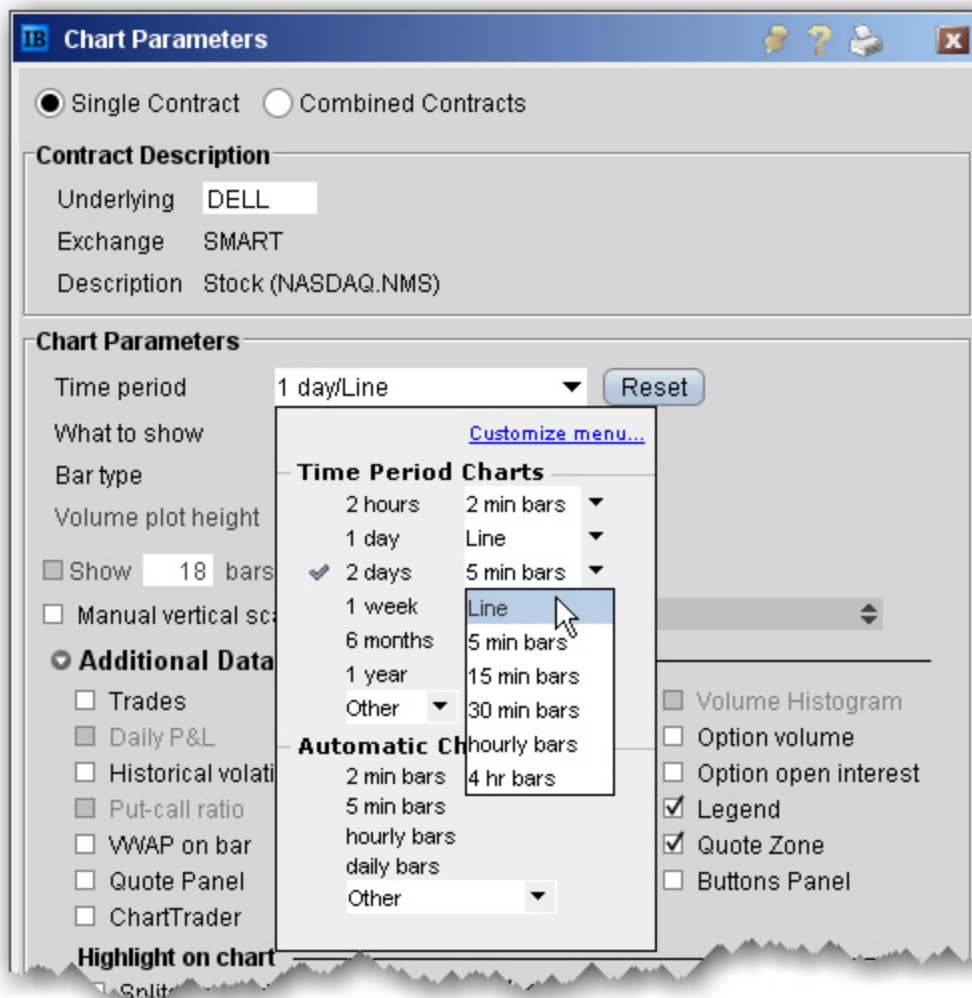 IB Chart Parameters
Single Contract Combined Contracts
Contract Description
Underlying DELL
Exchange SMART
Description Stock (NASDAQ.NMS)
Chart Parameters
Time period 1 day/Line Reset
What to show
Bar type
Volume plot height
Show 18 bars
Manual vertical sc
Customize menu...
Time Period Charts
2 hours 2 min bars
1 day Line
2 days 5 min bars
1 week
6 months
1 year
Other
Line
5 min bars
15 min bars
30 min bars
hourly bars
4 hr bars
Automatic Ch
2 min bars
5 min bars
hourly bars
daily bars
Other
Additional Data
Trades
Daily P&L
Historical volati
Put-call ratio
VWAP on bar
Quote Panel
ChartTrader
Volume Histogram
Option volume
Option open interest
Legend
Quote Zone
Buttons Panel
Highlight on chart